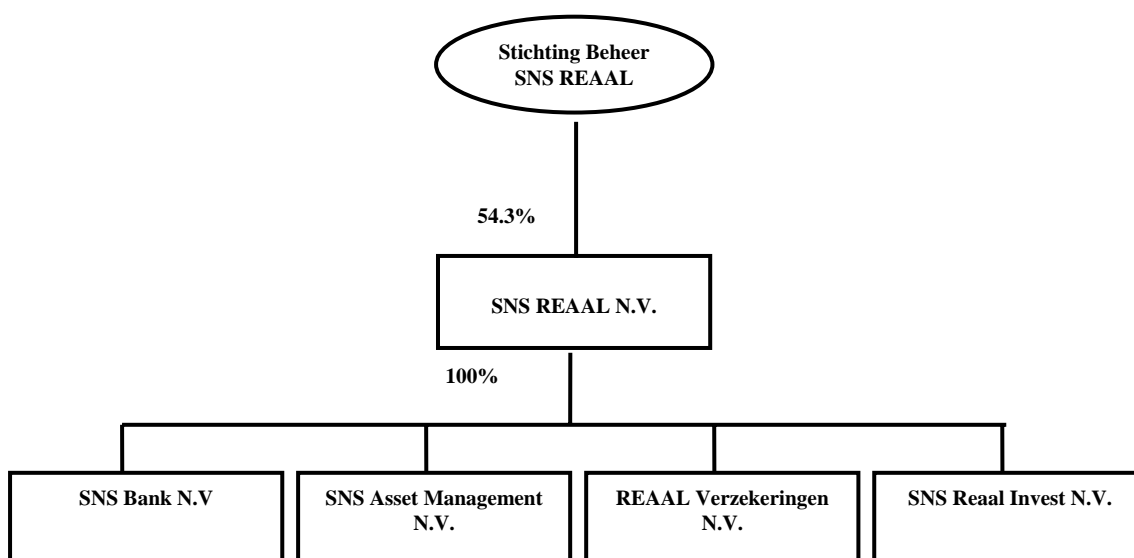 Stichting Beheer
SNS REAAL
54.3%
SNS REAAL N.V.
100%
SNS Bank N.V
SNS Asset Management
N.V.
REAAL Verzekeringen
N.V.
SNS Reaal Invest N.V.